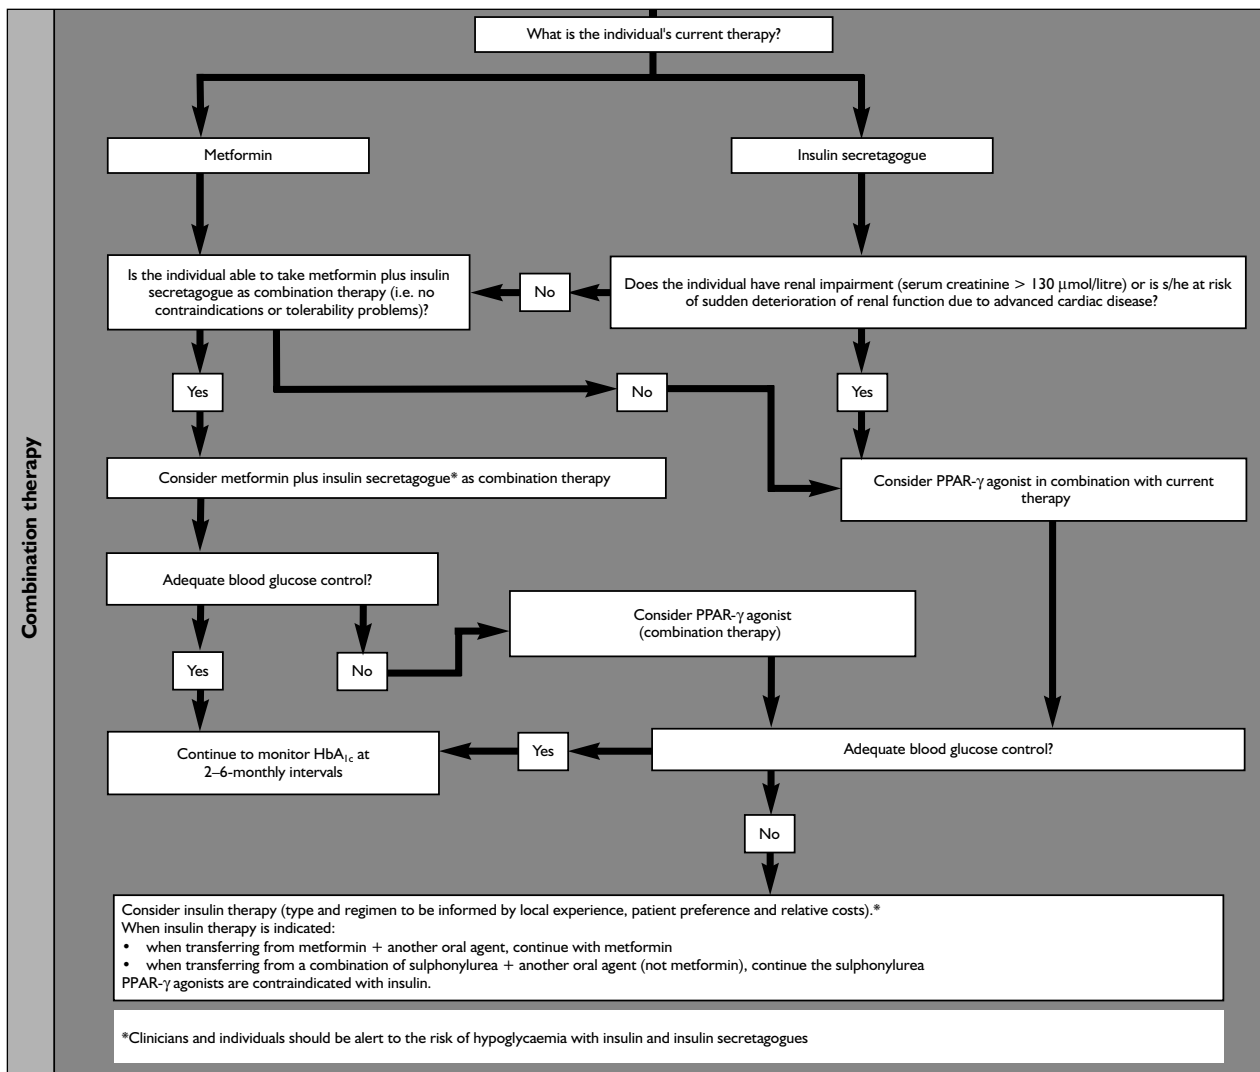 Combination therapy
What is the individual's current therapy?
Metformin
Insulin secretagogue
Is the individual able to take metformin plus insulin
secretagogue as combination therapy (i.e. no
contraindications or tolerability problems)?
No
Does the individual have renal impairment (serum creatinine > 130 μmol/litre) or is s/he at risk
of sudden deterioration of renal function due to advanced cardiac disease?
Yes
No
Yes
Consider metformin plus insulin secretagogue* as combination therapy
Consider PPAR-γ agonist in combination with current
therapy
Adequate blood glucose control?
Consider PPAR-γ agonist
(combination therapy)
Yes
No
Continue to monitor HbA1c at
2–6-monthly intervals
Yes
Adequate blood glucose control?
No
Consider insulin therapy (type and regimen to be informed by local experience, patient preference and relative costs).*
When insulin therapy is indicated:
• when transferring from metformin + another oral agent, continue with metformin
• when transferring from a combination of sulphonylurea + another oral agent (not metformin), continue the sulphonylurea
PPAR-γ agonists are contraindicated with insulin.
*Clinicians and individuals should be alert to the risk of hypoglycaemia with insulin and insulin secretagogues